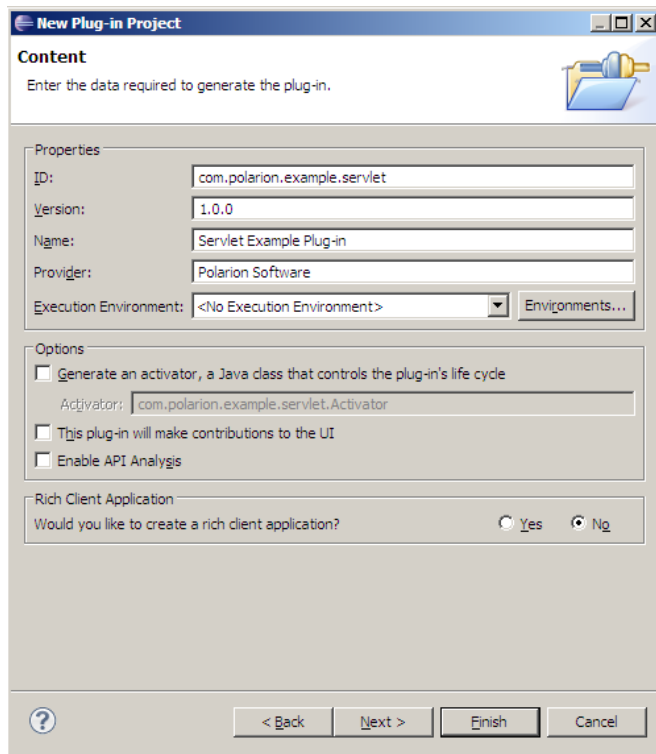 New Plug-in Project
Content
Enter the data required to generate the plug-in.
Properties
ID: com.polarion.example.servlet
Version: 1.0.0
Name: Servlet Example Plug-in
Provider: Polarion Software
Execution Environment: <No Execution Environment> Environments...
Options
Generate an activator, a Java class that controls the plug-in's life cycle
Activator: com.polarion.example.servlet.Activator
This plug-in will make contributions to the UI
Enable API Analysis
Rich Client Application
Would you like to create a rich client application? Yes No
? < Back Next > Finish Cancel